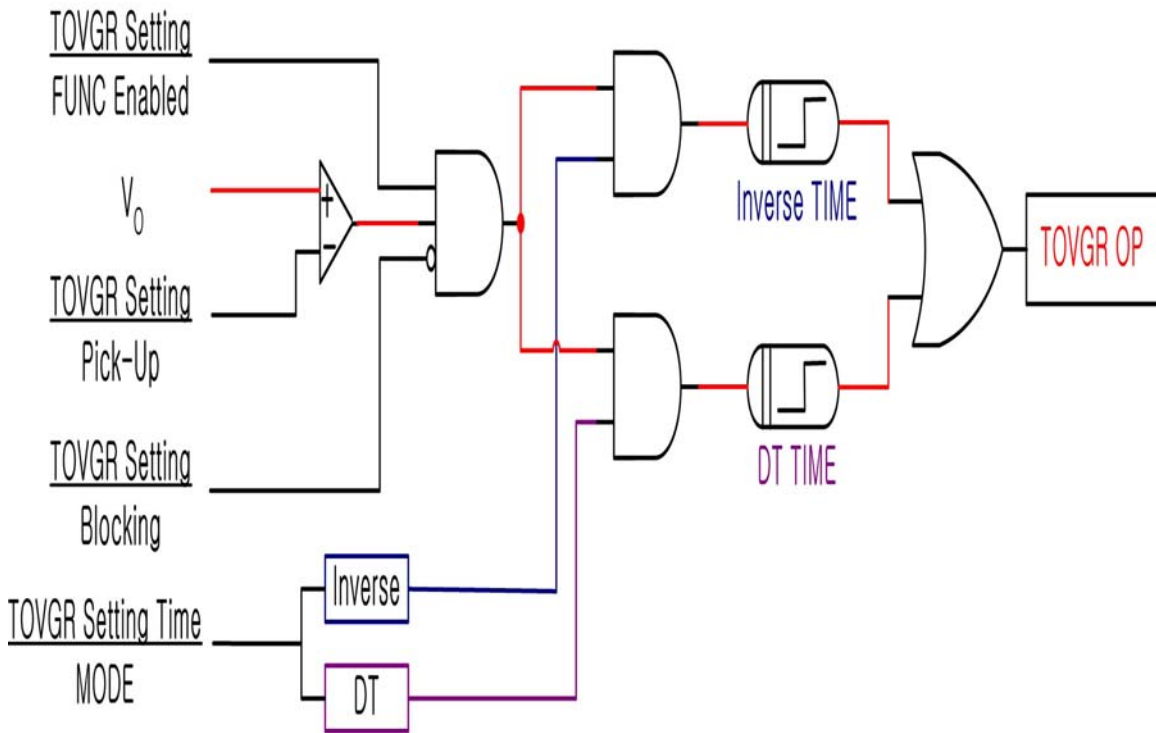 TOVGR Setting
FUNC Enabled
VO
TOVGR Setting
Pick-Up
TOVGR Setting
Blocking
TOVGR Setting Time
MODE
Inverse
DT
+
−
Inverse TIME
DT TIME
TOVGR OP